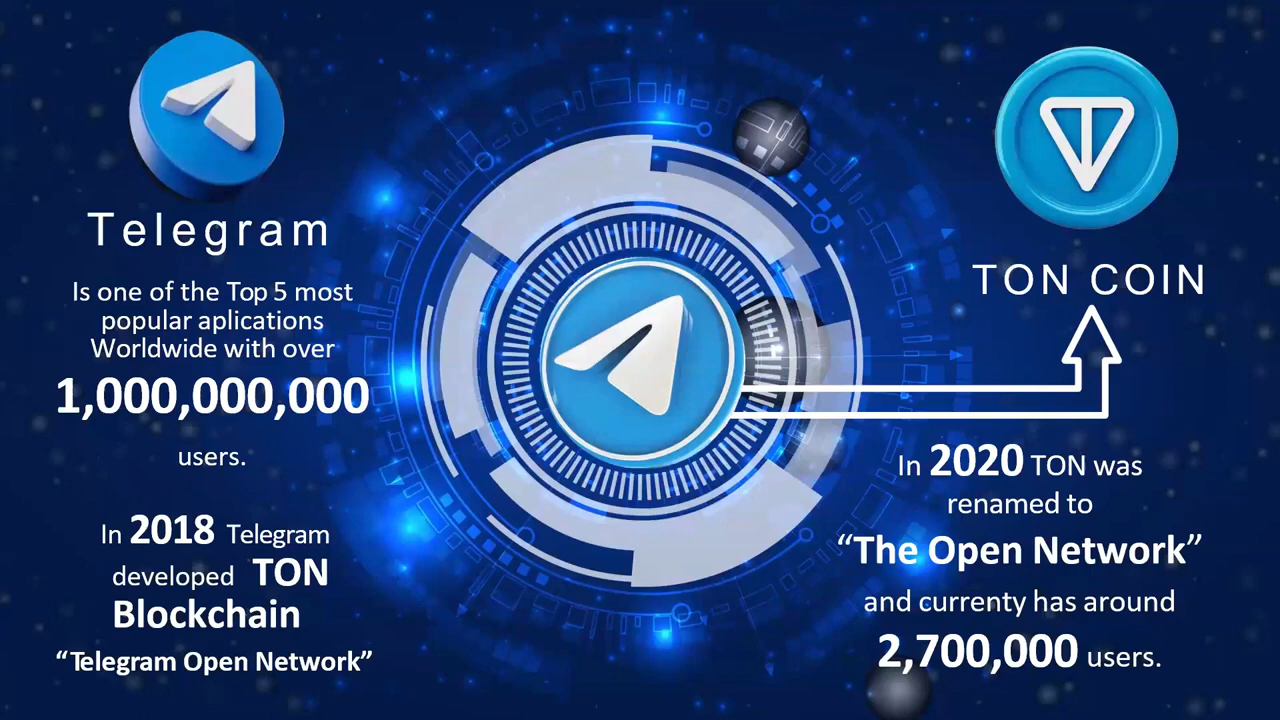 Telegram
Is one of the Top 5 most
popular aplications
Worldwide with over
1,000,000,000
users.
In 2018 Telegram
developed TON
Blockchain
“Telegram Open Network”
TON COIN
In 2020 TON was
renamed to
“The Open Network”
and currenty has around
2,700,000 users.